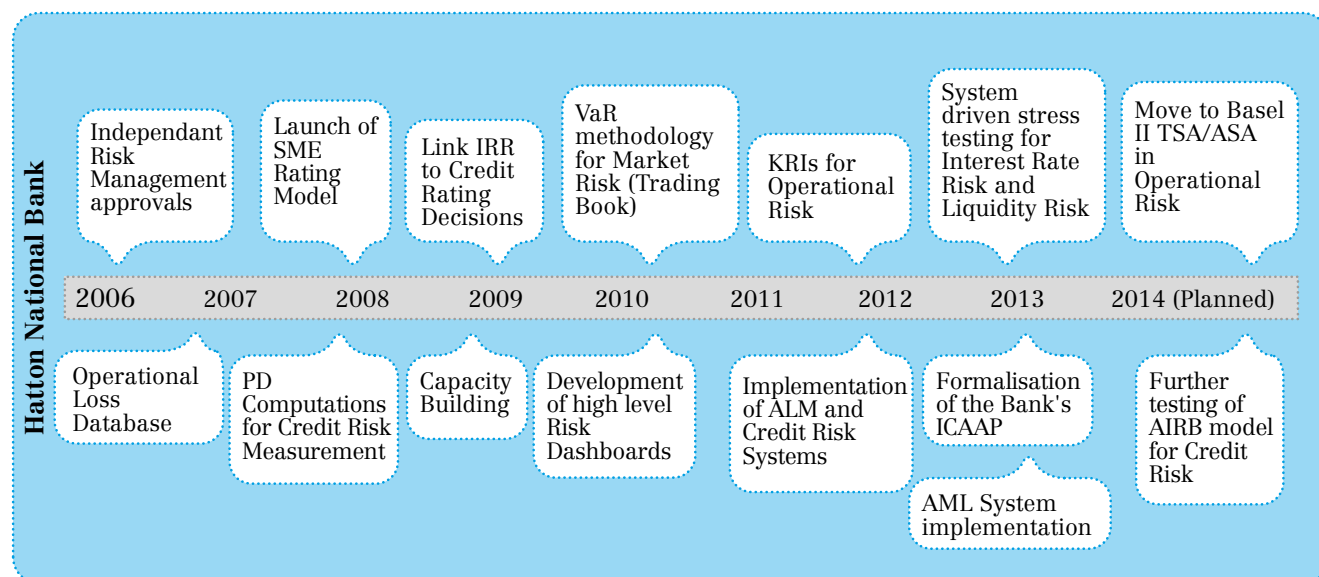 Hatton National Bank
Independant
Risk
Management
approvals
Launch of
SME
Rating
Model
Link IRR
to Credit
Rating
Decisions
VaR
methodology
for Market
Risk (Trading
Book)
KRIs for
Operational
Risk
System
driven stress
testing for
Interest Rate
Risk and
Liquidity Risk
Move to Basel
II TSA/ASA
in
Operational
Risk
2006 2007 2008 2009 2010 2011 2012 2013 2014 (Planned)
Operational
Loss
Database
PD
Computations
for Credit Risk
Measurement
Capacity
Building
Development
of high level
Risk
Dashboards
Implementation
of ALM and
Credit Risk
Systems
Formalisation
of the Bank's
ICAAP
AML System
implementation
Further
testing of
AIRB model
for Credit
Risk